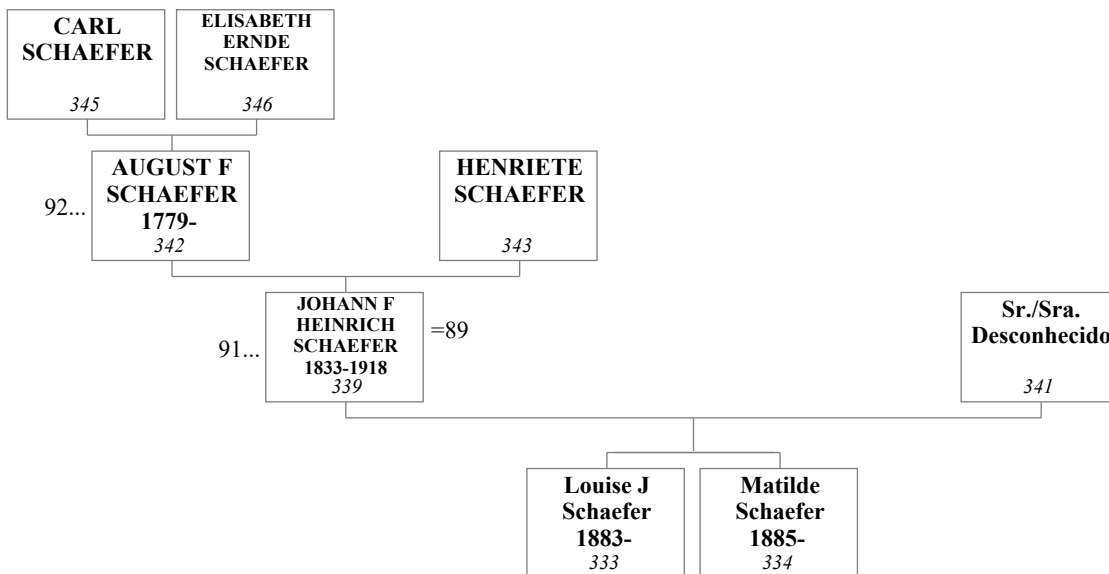 CARL
SCHAEFER
345
ELISABETH
ERNDE
SCHAEFER
346
92...
AUGUST F
SCHAEFER
1779-
342
HENRIETE
SCHAEFER
343
91...
JOHANN F
HEINRICH
SCHAEFER
1833-1918
339
=89
Sr./Sra.
Desconhecido
341
Louise J
Schaefer
1883-
333
Matilde
Schaefer
1885-
334